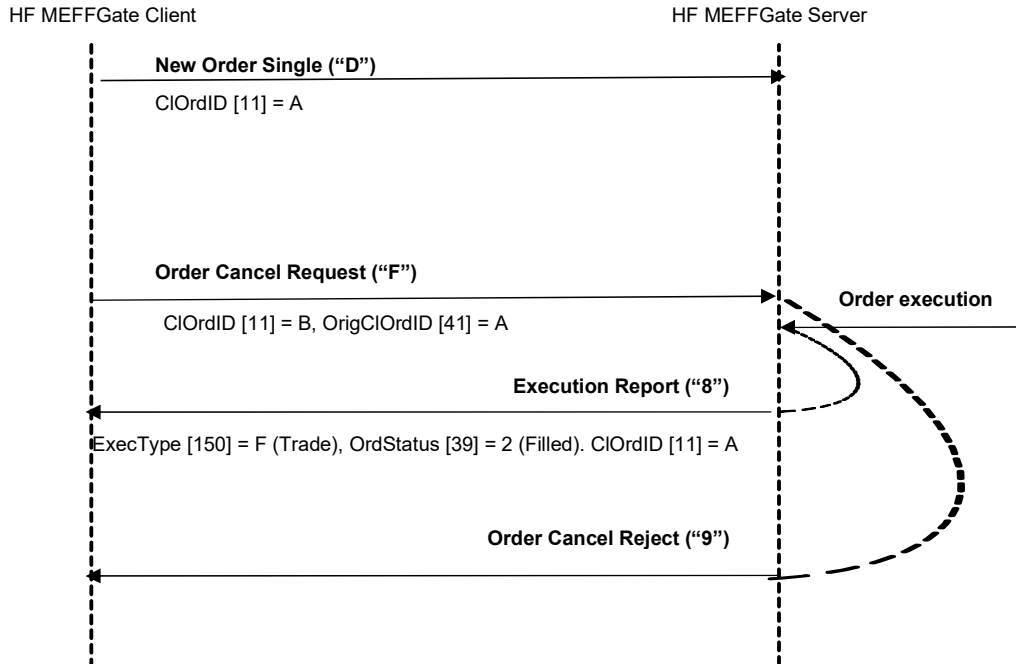 HF MEFFGate Client
HF MEFFGate Server
New Order Single (“D”)
ClOrdID [11] = A
Order Cancel Request (“F”)
Order execution
ClOrdID [11] = B, OrigClOrdID [41] = A
Execution Report (“8”)
ExecType [150] = F (Trade), OrdStatus [39] = 2 (Filled). ClOrdID [11] = A
Order Cancel Reject (“9”)